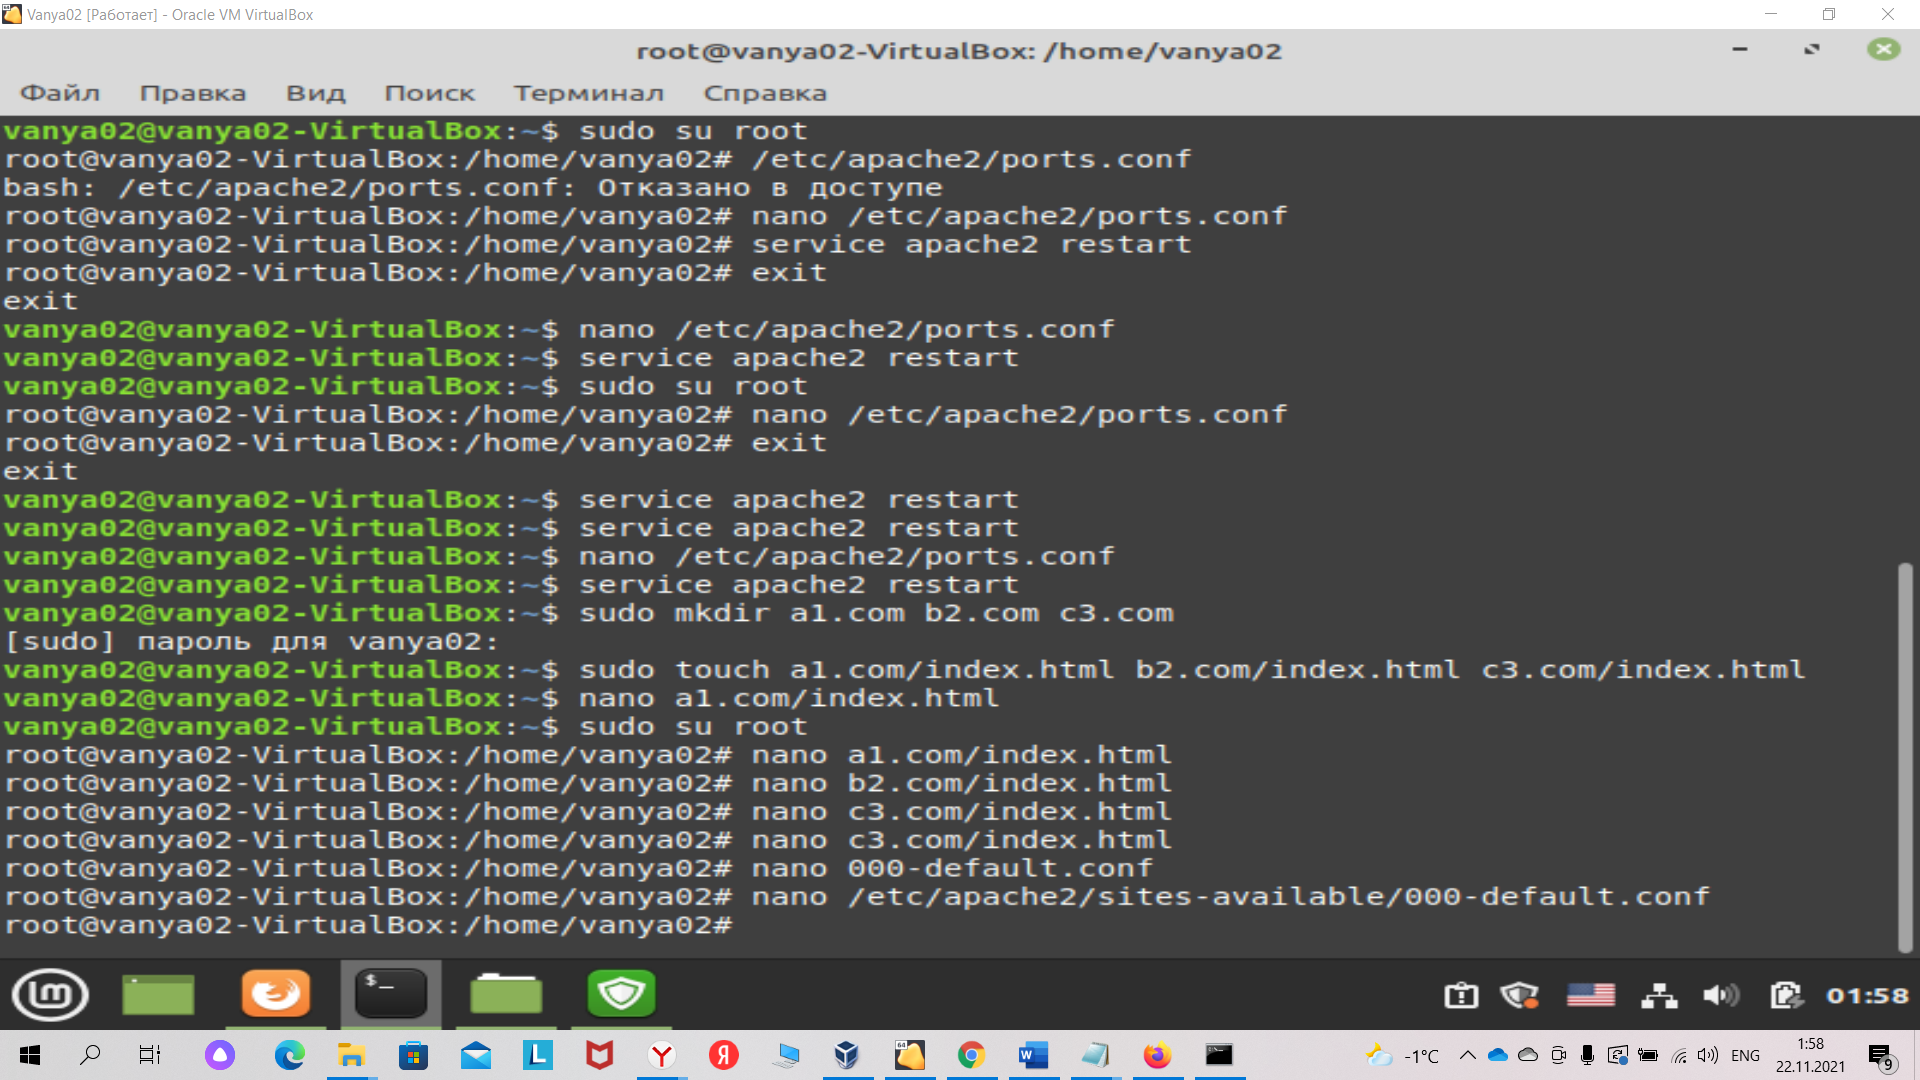 Vanya02 [Работает] - Oracle VM VirtualBox
root@vanya02-VirtualBox: /home/vanya02
Файл Правка Вид Поиск Терминал Справка
vanya02@vanya02-VirtualBox:~$ sudo su root
root@vanya02-VirtualBox:/home/vanya02# /etc/apache2/ports.conf
bash: /etc/apache2/ports.conf: Отказано в доступе
root@vanya02-VirtualBox:/home/vanya02# nano /etc/apache2/ports.conf
root@vanya02-VirtualBox:/home/vanya02# service apache2 restart
root@vanya02-VirtualBox:/home/vanya02# exit
exit
vanya02@vanya02-VirtualBox:~$ nano /etc/apache2/ports.conf
vanya02@vanya02-VirtualBox:~$ service apache2 restart
vanya02@vanya02-VirtualBox:~$ sudo su root
root@vanya02-VirtualBox:/home/vanya02# nano /etc/apache2/ports.conf
root@vanya02-VirtualBox:/home/vanya02# exit
exit
vanya02@vanya02-VirtualBox:~$ service apache2 restart
vanya02@vanya02-VirtualBox:~$ service apache2 restart
vanya02@vanya02-VirtualBox:~$ nano /etc/apache2/ports.conf
vanya02@vanya02-VirtualBox:~$ service apache2 restart
vanya02@vanya02-VirtualBox:~$ sudo mkdir a1.com b2.com c3.com
[sudo] пароль для vanya02:
vanya02@vanya02-VirtualBox:~$ sudo touch a1.com/index.html b2.com/index.html c3.com/index.html
vanya02@vanya02-VirtualBox:~$ nano a1.com/index.html
vanya02@vanya02-VirtualBox:~$ sudo su root
root@vanya02-VirtualBox:/home/vanya02# nano a1.com/index.html
root@vanya02-VirtualBox:/home/vanya02# nano b2.com/index.html
root@vanya02-VirtualBox:/home/vanya02# nano c3.com/index.html
root@vanya02-VirtualBox:/home/vanya02# nano c3.com/index.html
root@vanya02-VirtualBox:/home/vanya02# nano 000-default.conf
root@vanya02-VirtualBox:/home/vanya02# nano /etc/apache2/sites-available/000-default.conf
root@vanya02-VirtualBox:/home/vanya02#
01:58
-1°C
ENG
1:58
22.11.2021
9